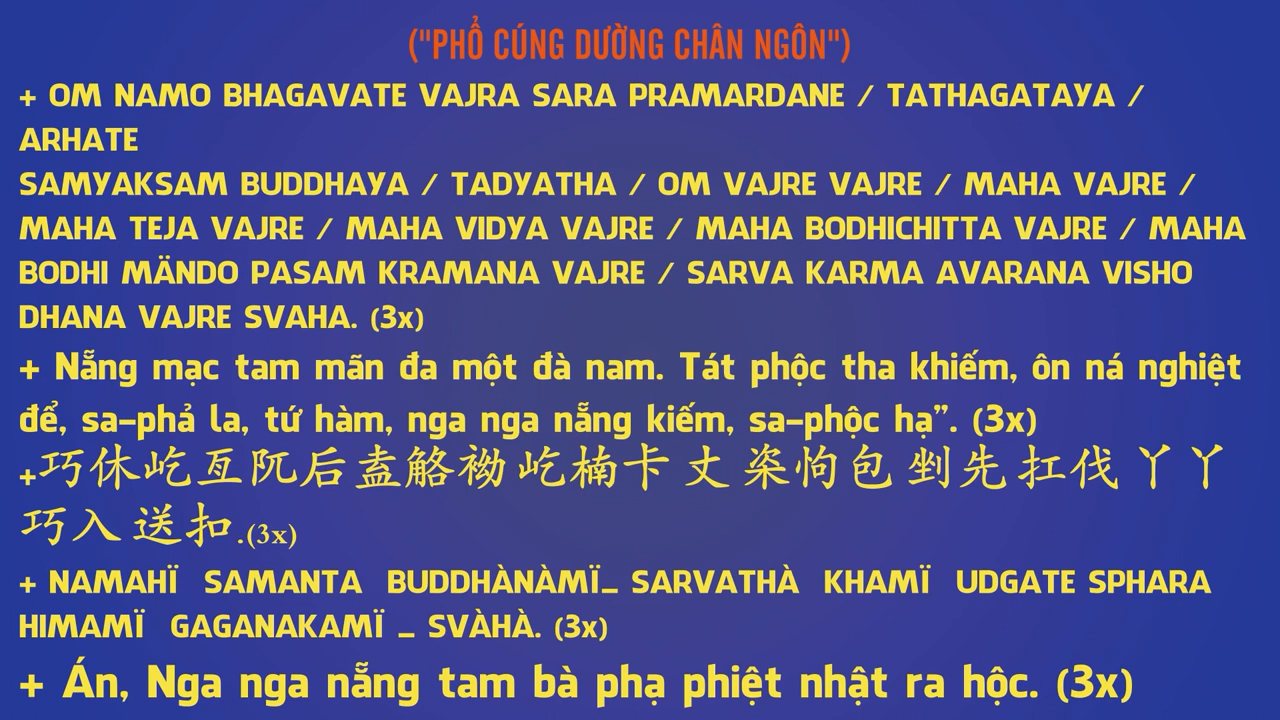 ("PHỔ CÚNG DƯỜNG CHÂN NGÔN")
+ OM NAMO BHAGAVATE VAJRA SARA PRAMARDANE / TATHAGATAYA /
ARHATE
SAMYAKSAM BUDDHAYA / TADYATHA / OM VAJRE VAJRE / MAHA VAJRE /
MAHA TEJA VAJRE / MAHA VIDYA VAJRE / MAHA BODHICHITTA VAJRE / MAHA
BODHI MÄNDO PASAM KRAMANA VAJRE / SARVA KARMA AVARANA VISHO
DHANA VAJRE SVAHA. (3x)
+ Nẵng mạc tam mãn đa một đà nam. Tát phộc tha khiếm, ôn ná nghiệt
để, sa-phả la, tứ hàm, nga nga nẵng kiếm, sa-phộc hạ”. (3x)
+巧休屹亙阢后盍觡袎屹楠卡丈栥怐包剉先扛伐丫丫
巧入送扣.(3x)
+ NAMAHÏ SAMANTA BUDDHÀNÀMÏ_ SARVATHÀ KHAMÏ UDGATE SPHARA
HIMAMÏ GAGANAKAMÏ _ SVÀHÀ. (3x)
+ Án, Nga nga nẵng tam bà phạ phiệt nhật ra hộc. (3x)